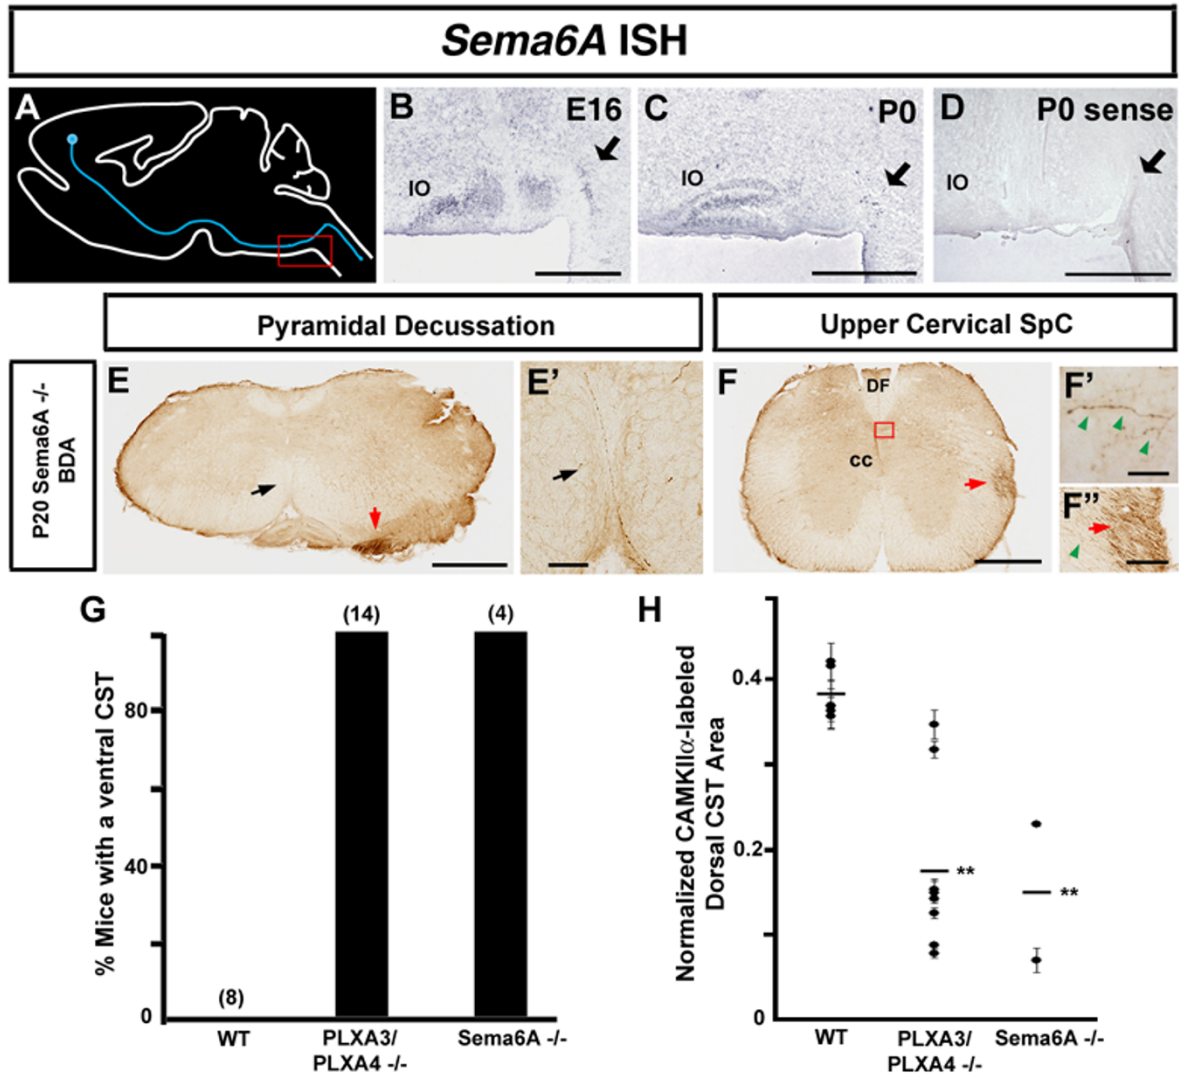 Sema6A ISH
A
B
E16
IO
C
P0
IO
D
P0 sense
IO
Pyramidal Decussation
Upper Cervical SpC
P20 Sema6A -/-
BDA
E
E'
F
DF
cc
F'
F"
G
(14)
(4)
% Mice with a ventral CST
80
40
0
(8)
WT
PLXA3/
PLXA4 -/-
Sema6A -/-
H
Normalized CAMKIIα-labeled
Dorsal CST Area
0.4
0.2
0
**
**
WT
PLXA3/
PLXA4 -/-
Sema6A -/-